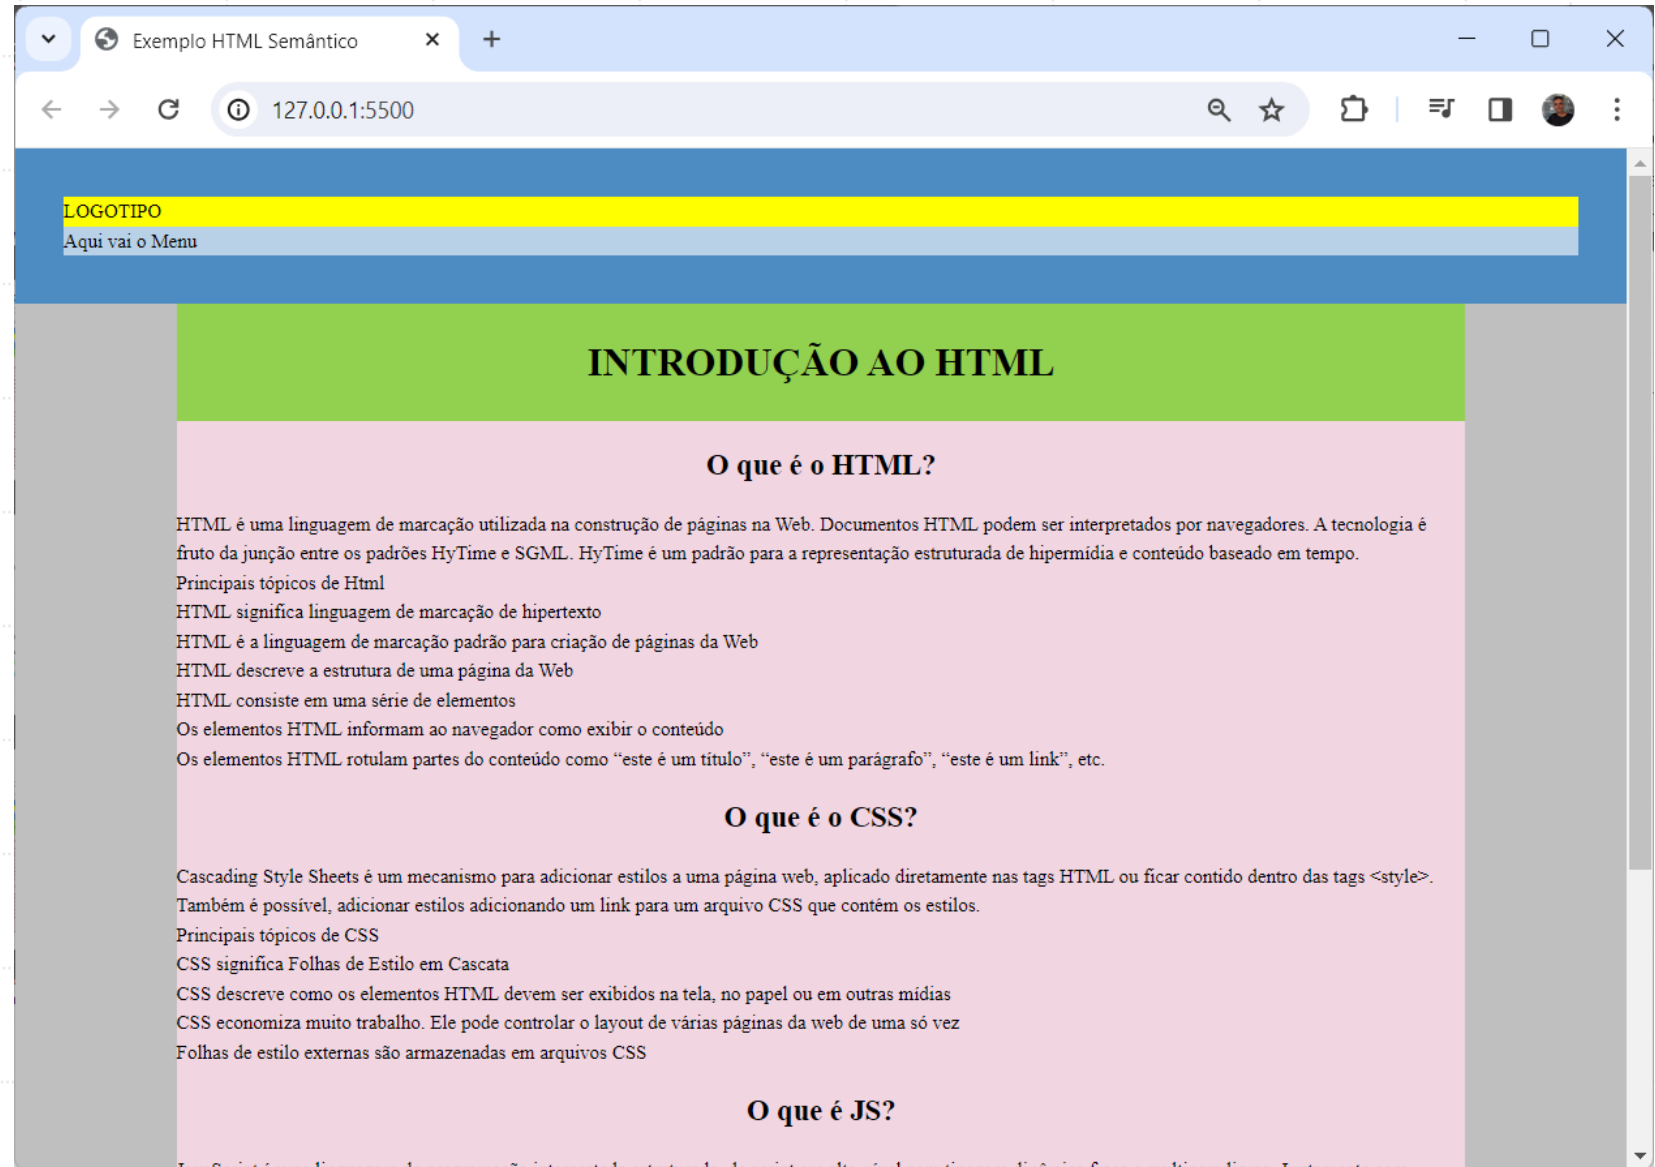 Exemplo HTML Semântico
127.0.0.1:5500
LOGOTIPO
Aqui vai o Menu
INTRODUÇÃO AO HTML
O que é o HTML?
HTML é uma linguagem de marcação utilizada na construção de páginas na Web. Documentos HTML podem ser interpretados por navegadores. A tecnologia é
fruto da junção entre os padrões HyTime e SGML. HyTime é um padrão para a representação estruturada de hipermídia e conteúdo baseado em tempo.
Principais tópicos de Html
HTML significa linguagem de marcação de hipertexto
HTML é a linguagem de marcação padrão para criação de páginas da Web
HTML descreve a estrutura de uma página da Web
HTML consiste em uma série de elementos
Os elementos HTML informam ao navegador como exibir o conteúdo
Os elementos HTML rotulam partes do conteúdo como “este é um título”, “este é um parágrafo”, “este é um link”, etc.
O que é o CSS?
Cascading Style Sheets é um mecanismo para adicionar estilos a uma página web, aplicado diretamente nas tags HTML ou ficar contido dentro das tags <style>.
Também é possível, adicionar estilos adicionando um link para um arquivo CSS que contém os estilos.
Principais tópicos de CSS
CSS significa Folhas de Estilo em Cascata
CSS descreve como os elementos HTML devem ser exibidos na tela, no papel ou em outras mídias
CSS economiza muito trabalho. Ele pode controlar o layout de várias páginas da web de uma só vez
Folhas de estilo externas são armazenadas em arquivos CSS
O que é JS?